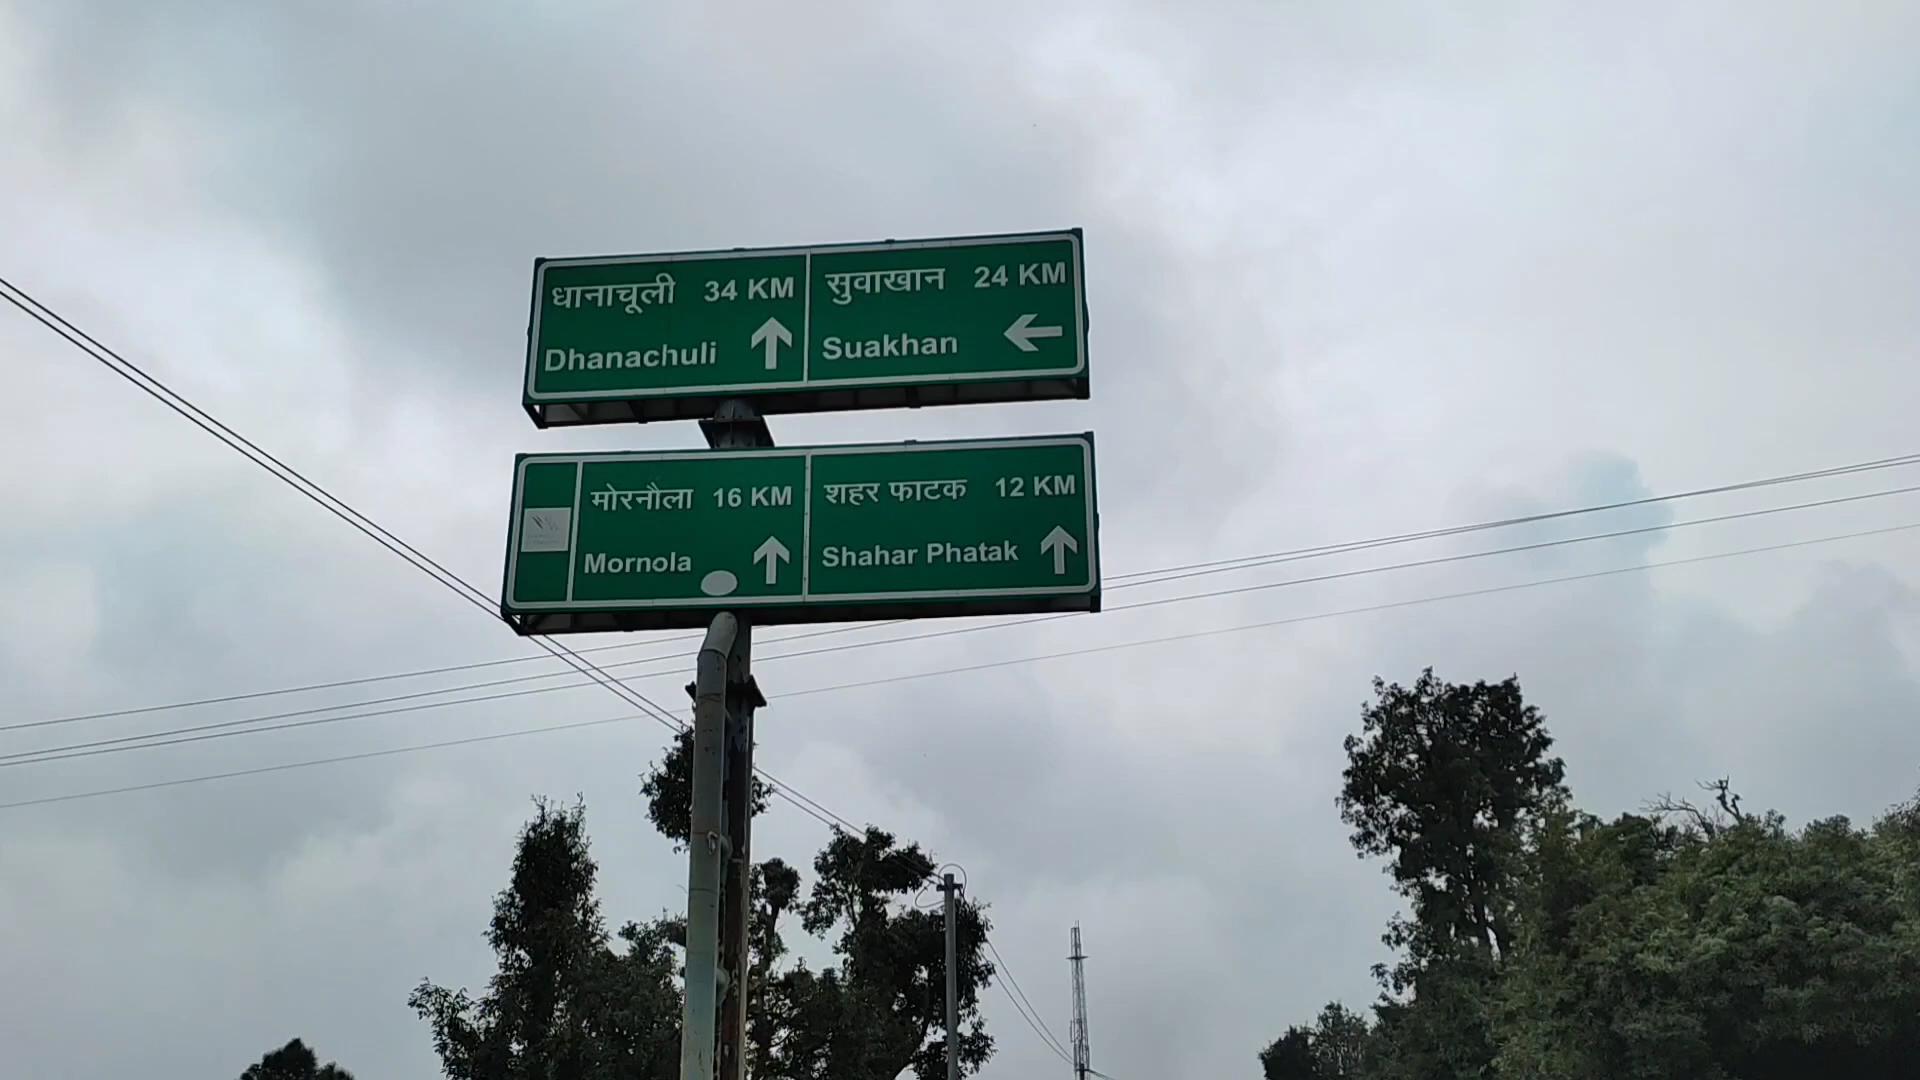 धानाचूली 34 KM
Dhanachuli
सुवाखान 24 KM
Suakhan
मोरनौला 16 KM
Mornola
शहर फाटक 12 KM
Shahar Phatak